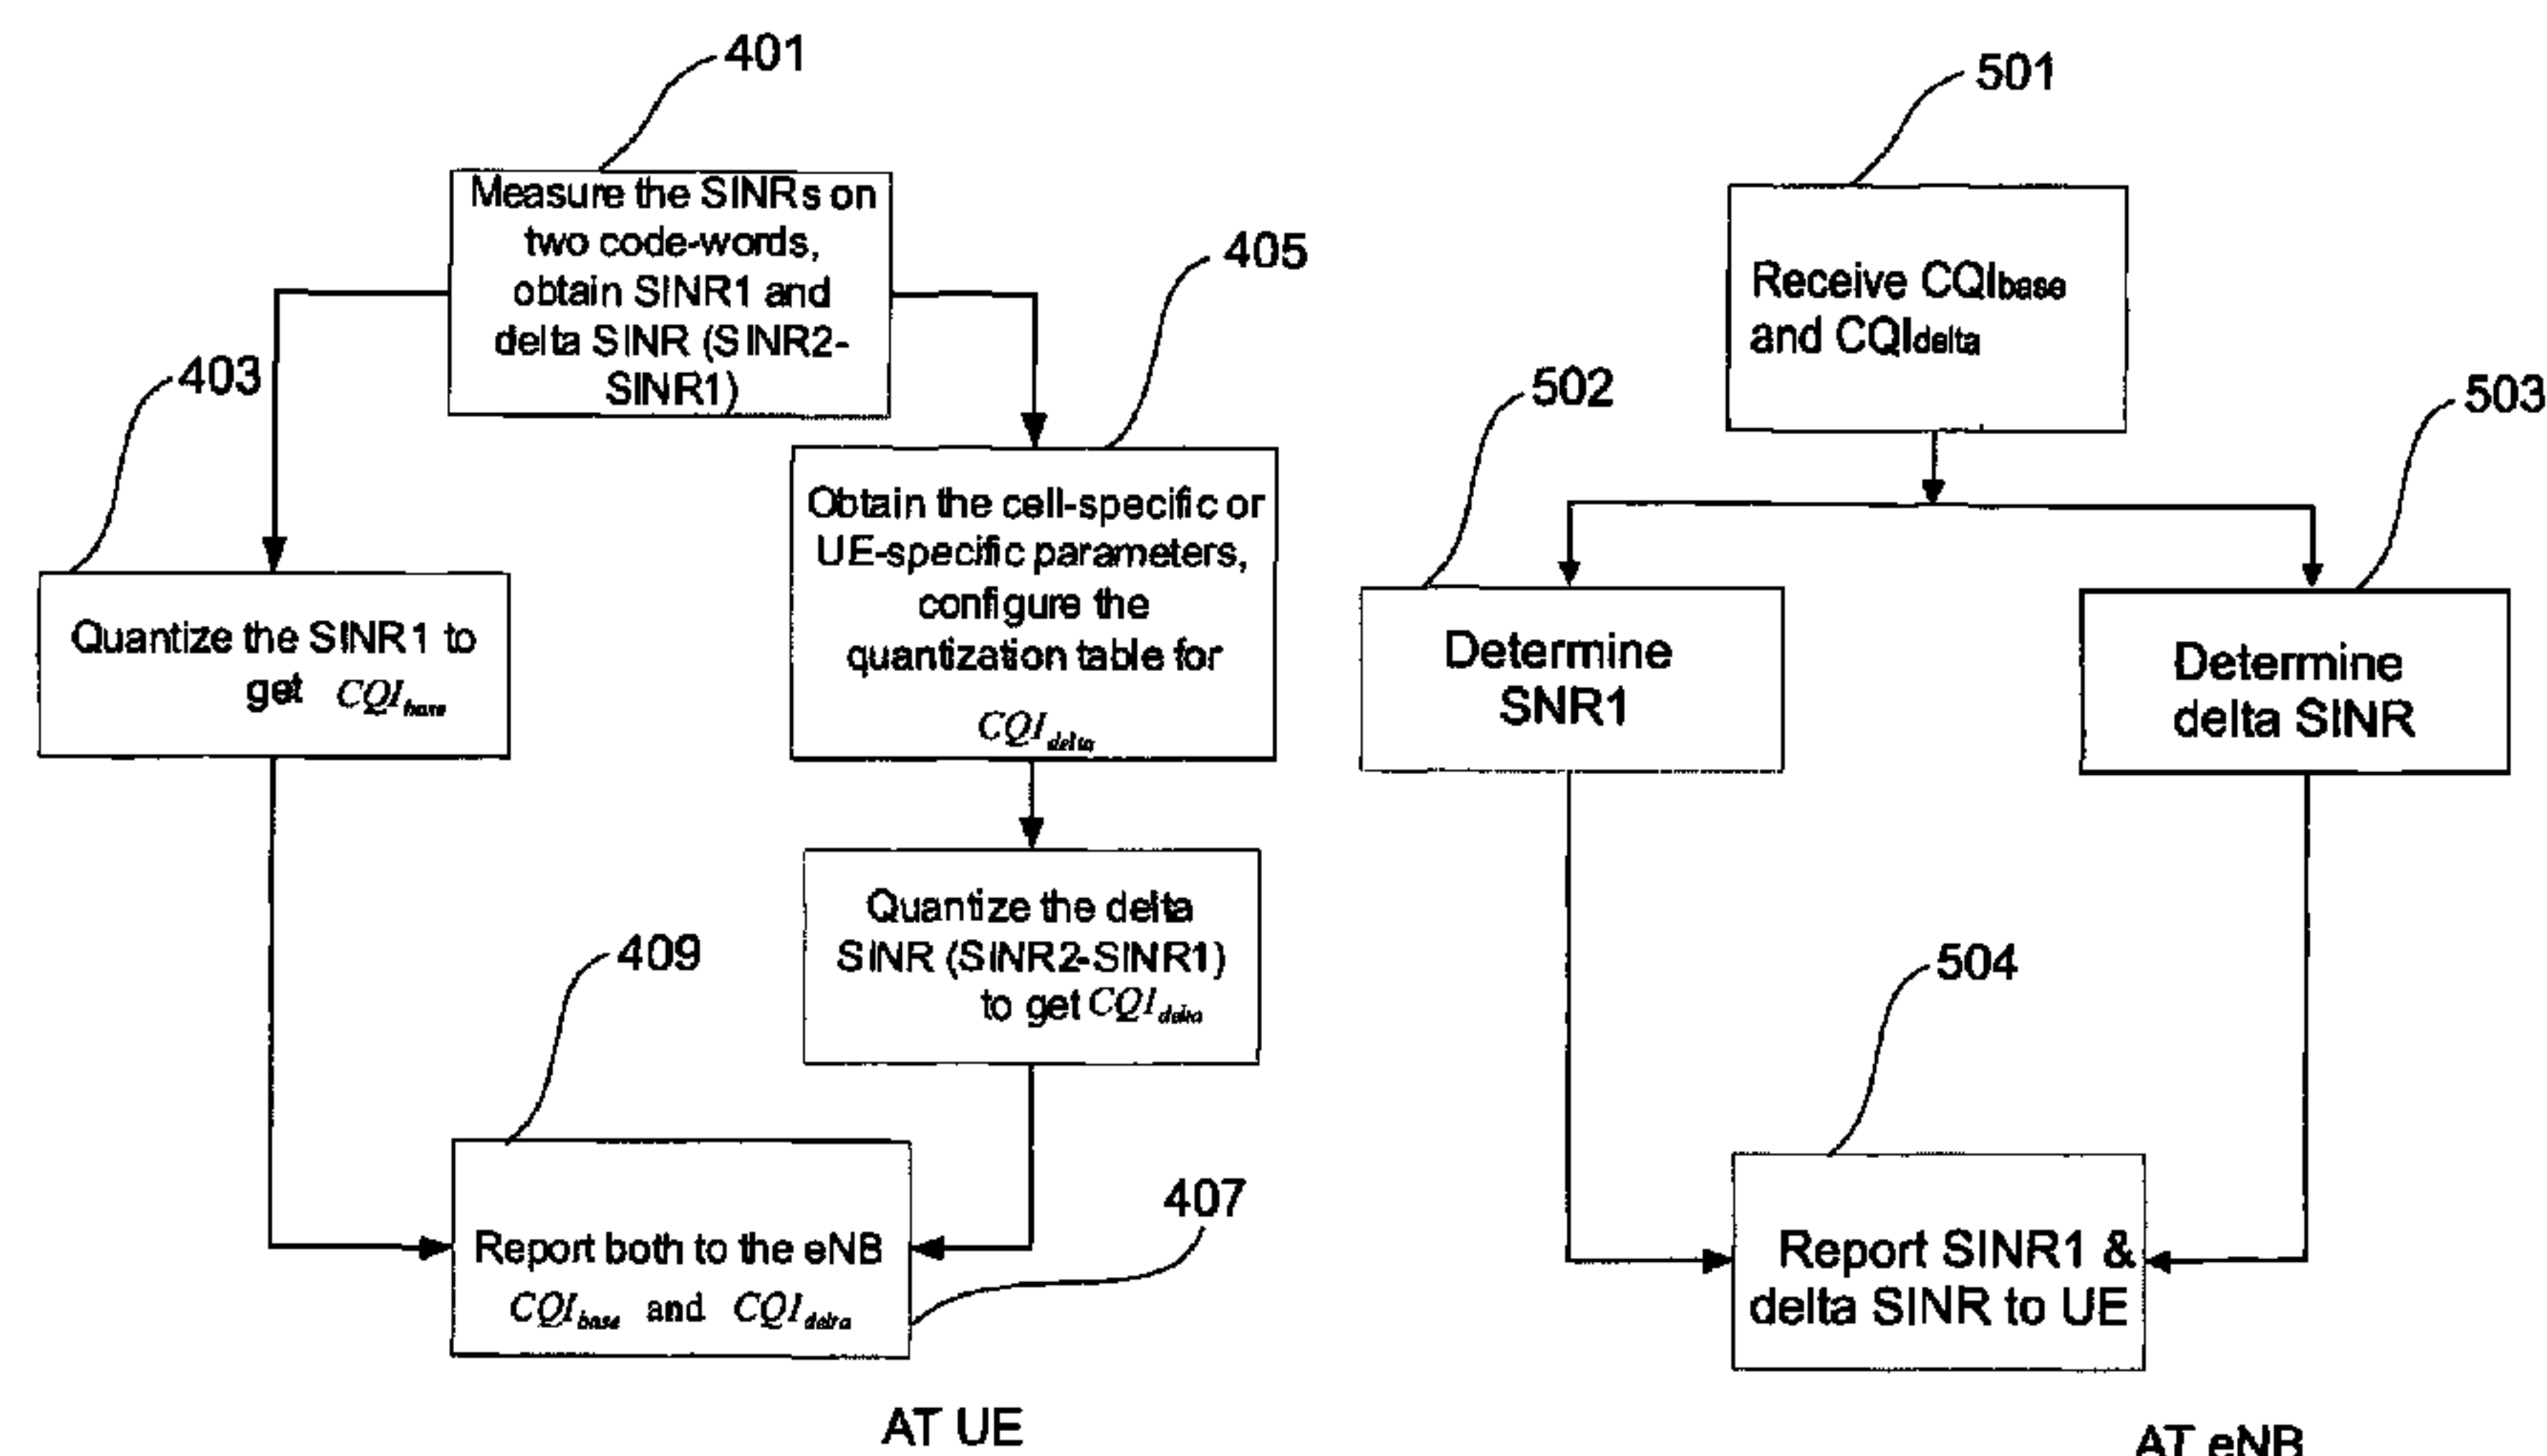 401
Measure the SINRs on
two code-words,
obtain SINR1 and
delta SINR (SINR2-
SINR1)
403
405
Quantize the SINR1 to
get CQIbase
Obtain the cell-specific or
UE-specific parameters,
configure the
quantization table for
CQIdelta
Quantize the delta
SINR (SINR2-SINR1)
to get CQIdelta
409
407
Report both to the eNB
CQIbase and CQIdelta
AT UE
501
Receive CQIbase
and CQIdelta
502
503
Determine
SNR1
Determine
delta SINR
504
Report SINR1 &
delta SINR to UE
AT eNB